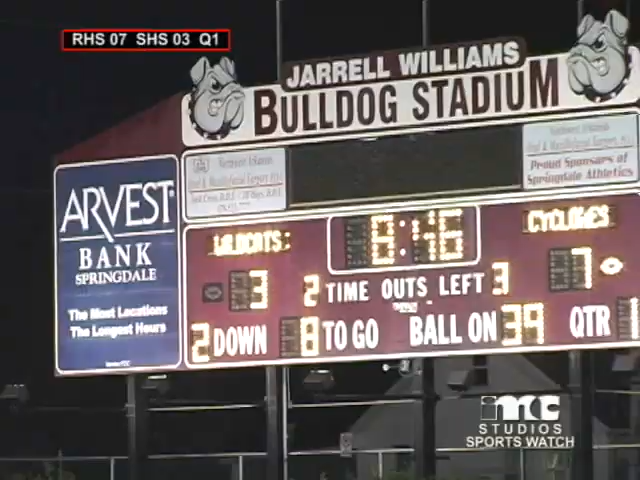 RHS 07 SHS 03 Q1
JARRELL WILLIAMS
BULLDOG STADIUM
Proud Sponsors of
Springdale Athletics
ARVEST
BANK
SPRINGDALE
The Most Locations
The Longest Hours
WILDCATS
8:46
CYCLONES
3
2 TIME OUTS LEFT 3
7
2 DOWN 8 TO GO BALL ON 39 QTR 1
imc
STUDIOS
SPORTS WATCH